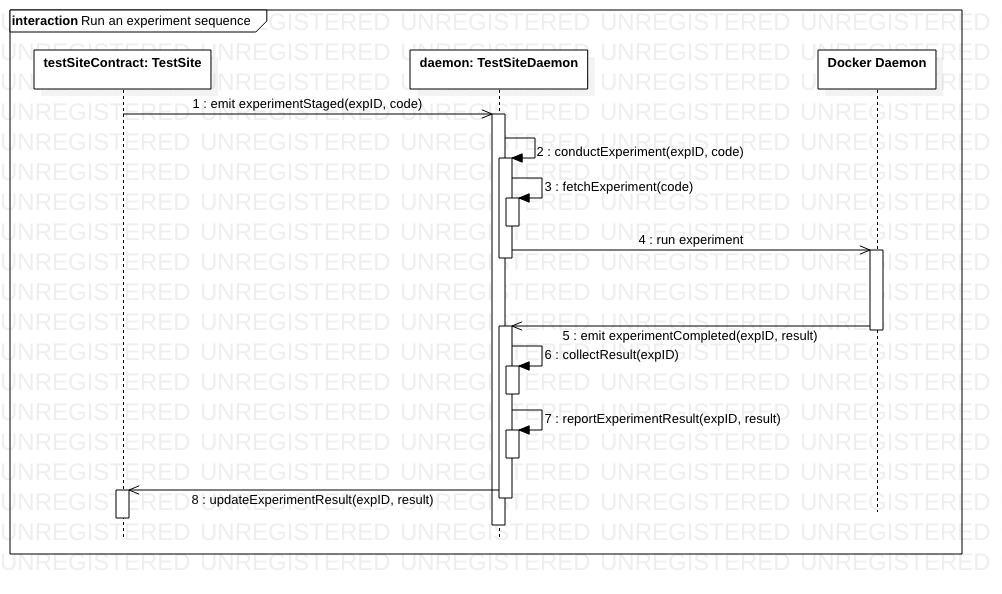 interaction Run an experiment sequence
testSiteContract: TestSite
daemon: TestSiteDaemon
Docker Daemon
1 : emit experimentStaged(expID, code)
2 : conductExperiment(expID, code)
3 : fetchExperiment(code)
4 : run experiment
5 : emit experimentCompleted(expID, result)
6 : collectResult(expID)
7 : reportExperimentResult(expID, result)
8 : updateExperimentResult(expID, result)
UNREGISTERED UNREGISTERED UNREGISTERED UNREGISTERED UNREGISTERED